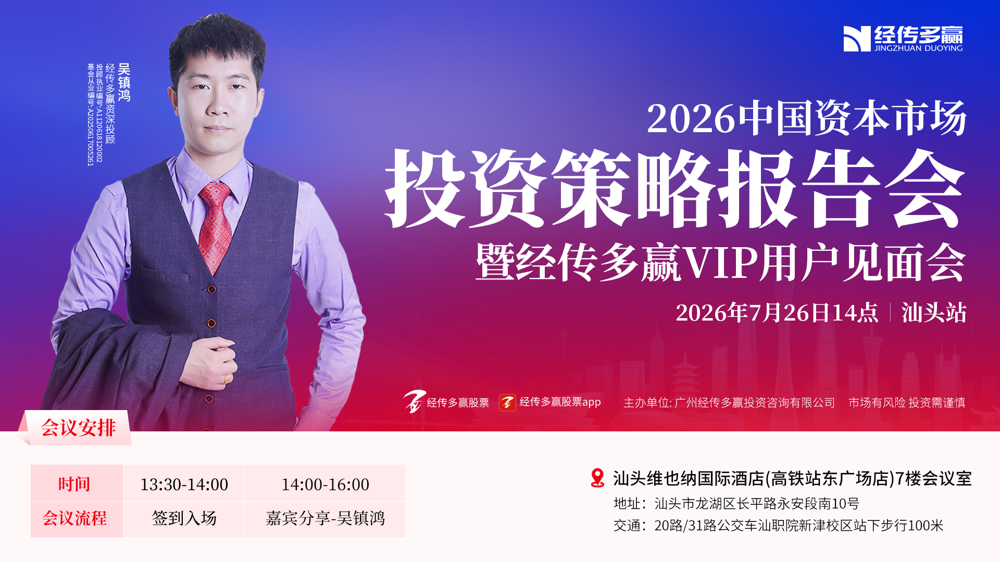 经传多赢
JINGZHUAN DUOYING
吴镇鸿
经传多赢资深投顾
投顾执业编号:A1120618120002
基金从业编号:A20250617005261
2026中国资本市场
投资策略报告会
暨经传多赢VIP用户见面会
2026年7月26日14点 汕头站
经传多赢股票 经传多赢股票app 主办单位: 广州经传多赢投资咨询有限公司 市场有风险 投资需谨慎
会议安排
时间 13:30-14:00 14:00-16:00
会议流程 签到入场 嘉宾分享-吴镇鸿
汕头维也纳国际酒店(高铁站东广场店)7楼会议室
地址：汕头市龙湖区长平路永安段南10号
交通：20路/31路公交车汕职院新津校区站下步行100米